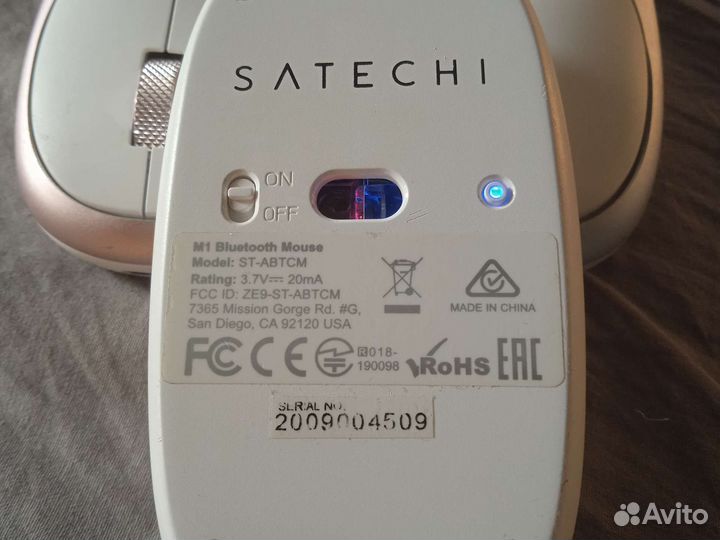 SATECHI
ON
OFF
M1 Bluetooth Mouse
Model: ST-ABTCM
Rating: 3.7V⎓ 20mA
FCC ID: ZE9-ST-ABTCM
7365 Mission Gorge Rd. #G,
San Diego, CA 92120 USA
MADE IN CHINA
FC CE R018-190098 RoHS EAC
SERIAL NO.
2009004509
Avito